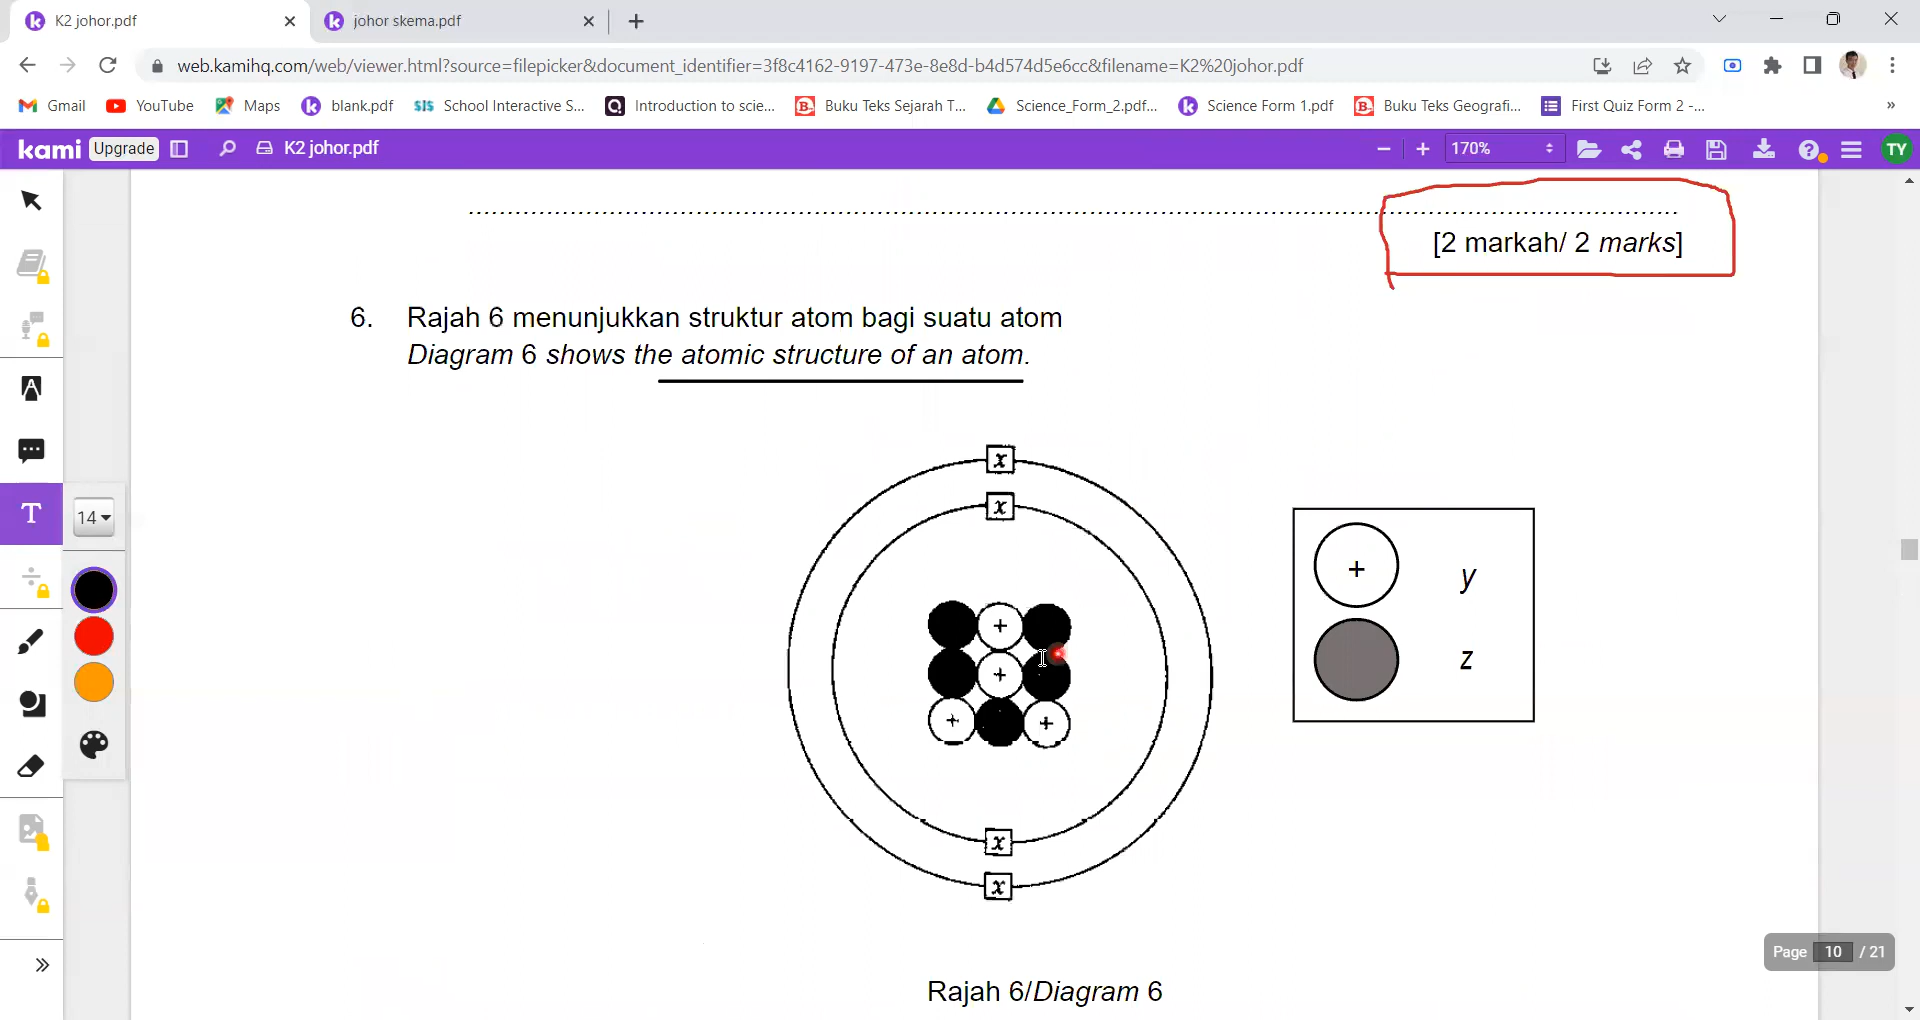 K2 johor.pdf
johor skema.pdf
web.kamihq.com/web/viewer.html?source=filepicker&document_identifier=3f8c4162-9197-473e-8e8d-b4d574d5e6cc&filename=K2%20johor.pdf
Gmail YouTube Maps blank.pdf School Interactive S... Introduction to scie... Buku Teks Sejarah T... Science_Form_2.pdf... Science Form 1.pdf Buku Teks Geografi... First Quiz Form 2 -... »
kami Upgrade K2 johor.pdf 170% TY
[2 markah/ 2 marks]
6. Rajah 6 menunjukkan struktur atom bagi suatu atom
Diagram 6 shows the atomic structure of an atom.
T 14
x
x
+ y
z
+
+
+ +
x
x
Page 10 / 21
Rajah 6/Diagram 6